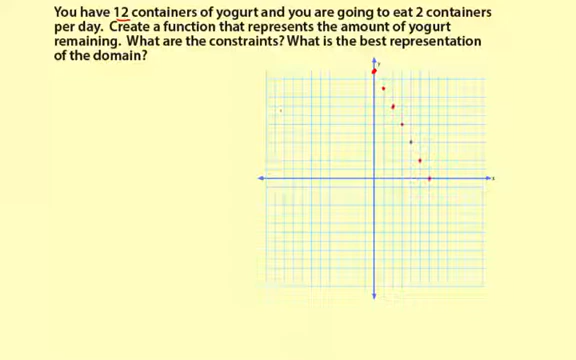 You have 12 containers of yogurt and you are going to eat 2 containers
per day. Create a function that represents the amount of yogurt
remaining. What are the constraints? What is the best representation
of the domain?
y
x